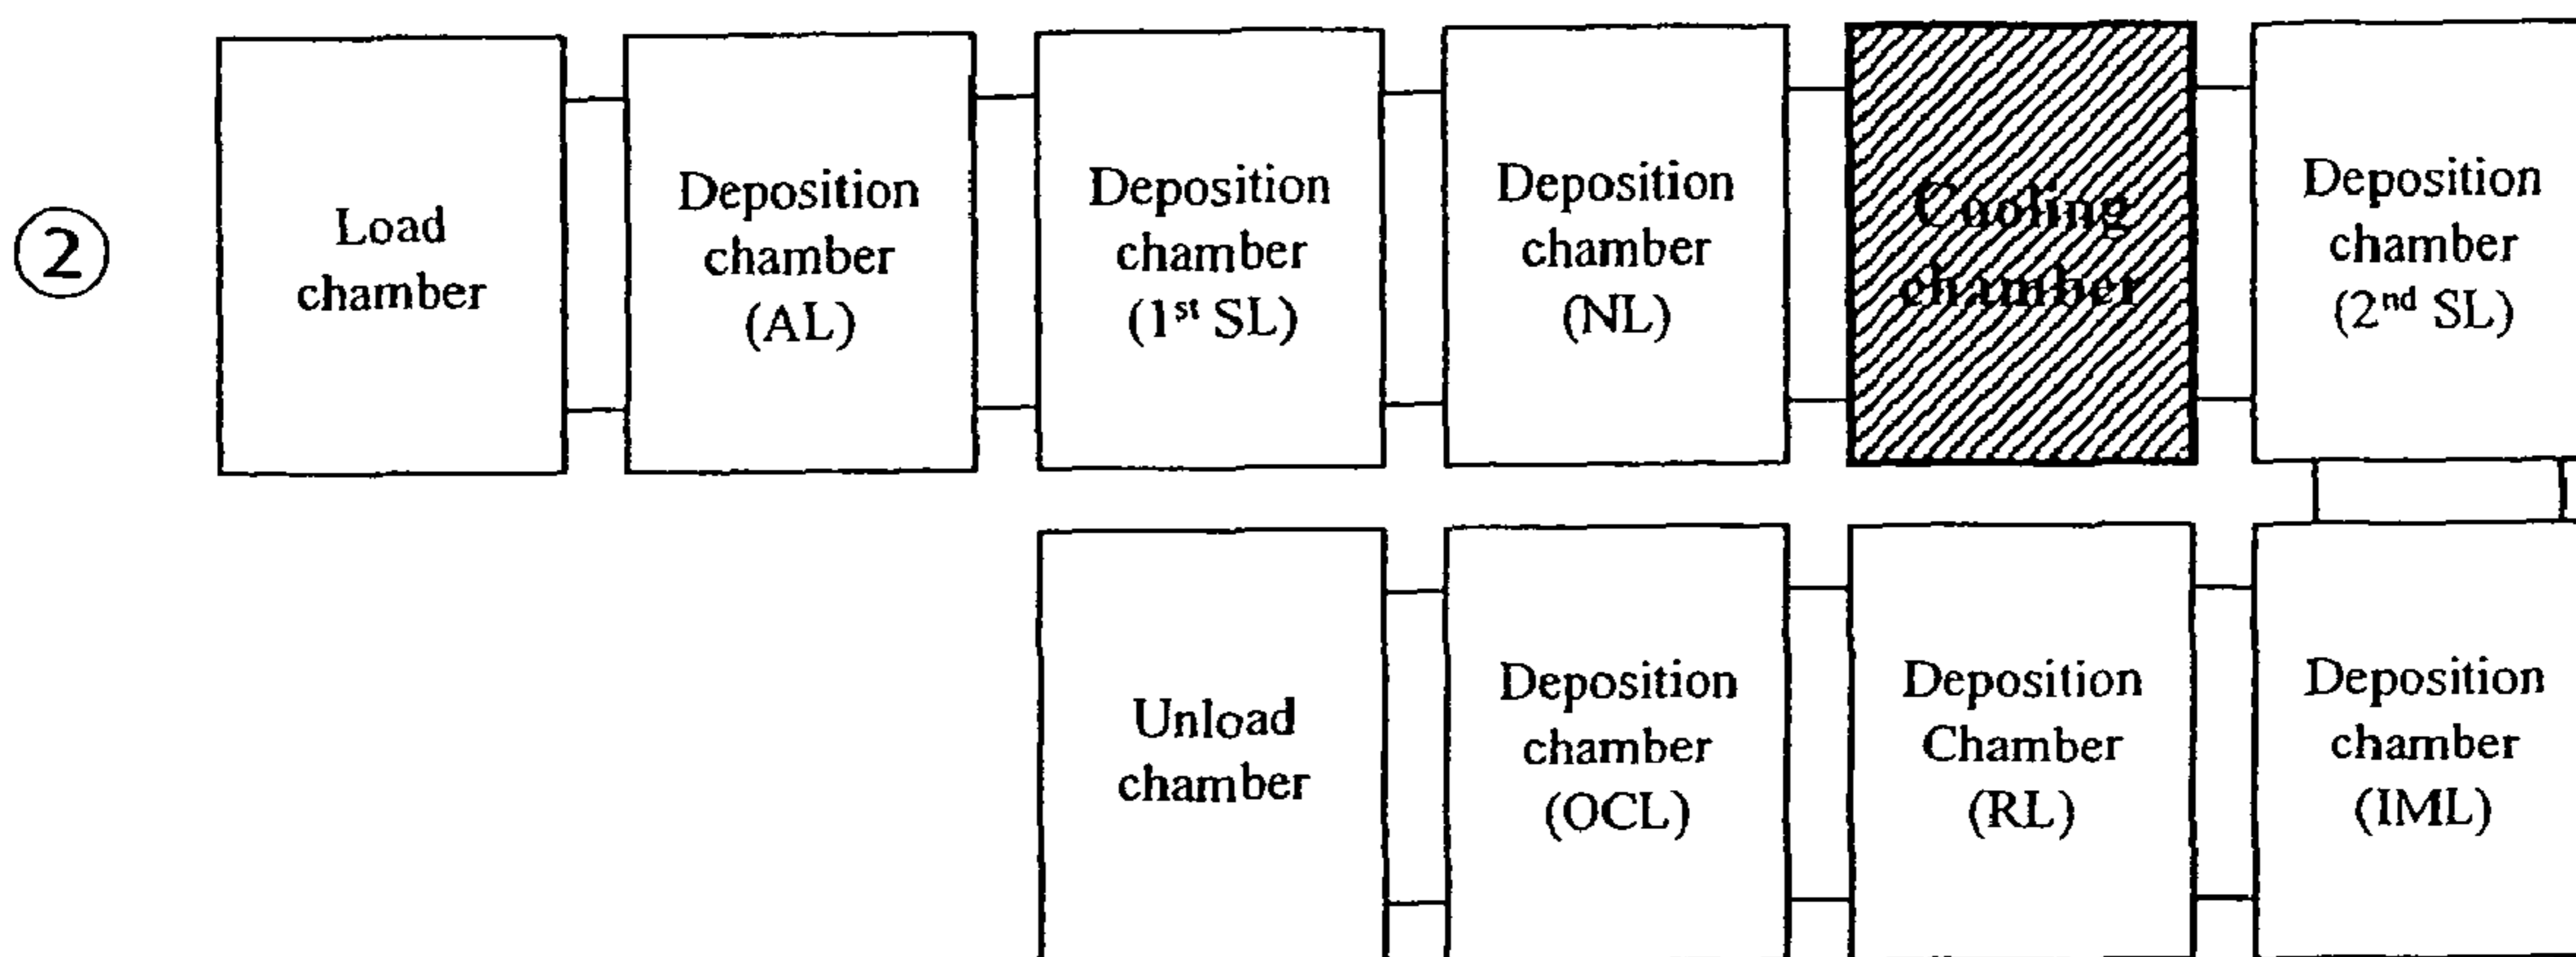 ②
Load
chamber
Deposition
chamber
(AL)
Deposition
chamber
(1st SL)
Deposition
chamber
(NL)
Cooling
chamber
Deposition
chamber
(2nd SL)
Unload
chamber
Deposition
chamber
(OCL)
Deposition
Chamber
(RL)
Deposition
chamber
(IML)